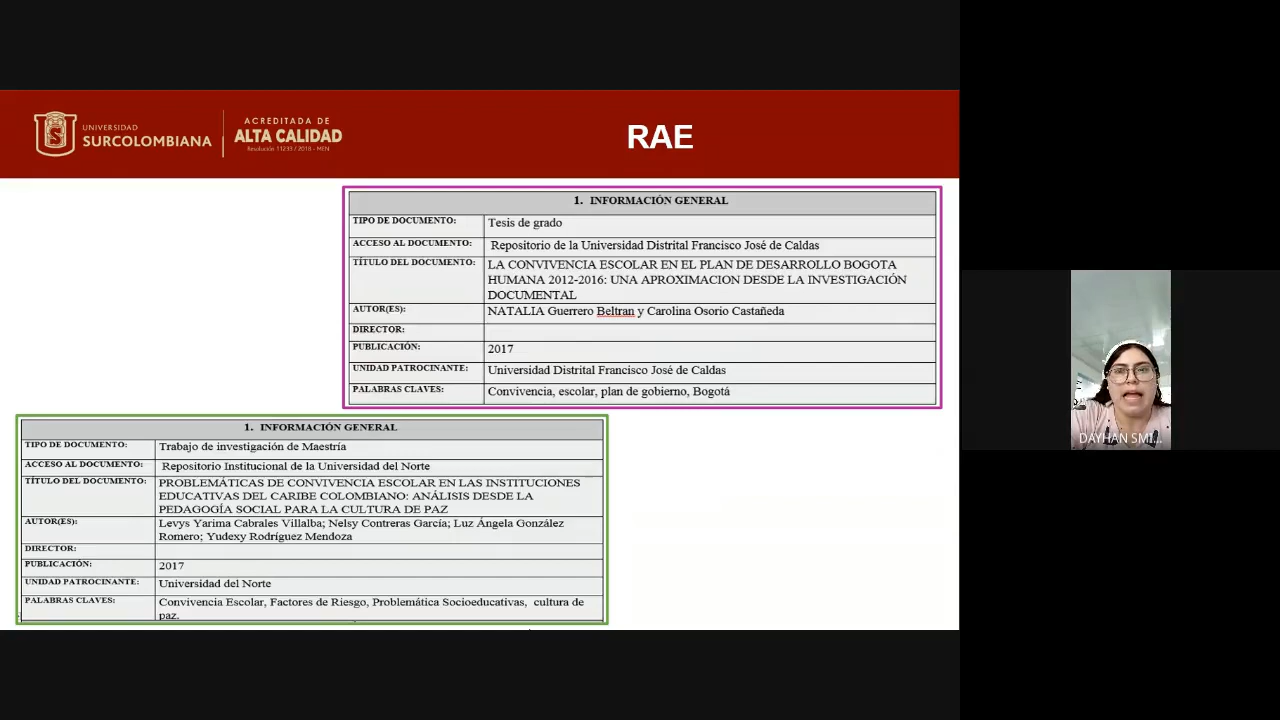 UNIVERSIDAD
SURCOLOMBIANA
ACREDITADA DE
ALTA CALIDAD
Resolución 11233 / 2018 - MEN
RAE
1. INFORMACIÓN GENERAL
TIPO DE DOCUMENTO: Tesis de grado
ACCESO AL DOCUMENTO: Repositorio de la Universidad Distrital Francisco José de Caldas
TÍTULO DEL DOCUMENTO: LA CONVIVENCIA ESCOLAR EN EL PLAN DE DESARROLLO BOGOTA
HUMANA 2012-2016: UNA APROXIMACION DESDE LA INVESTIGACIÓN
DOCUMENTAL
AUTOR(ES): NATALIA Guerrero Beltran y Carolina Osorio Castañeda
DIRECTOR:
PUBLICACIÓN: 2017
UNIDAD PATROCINANTE: Universidad Distrital Francisco José de Caldas
PALABRAS CLAVES: Convivencia, escolar, plan de gobierno, Bogotá
1. INFORMACIÓN GENERAL
TIPO DE DOCUMENTO: Trabajo de investigación de Maestría
ACCESO AL DOCUMENTO: Repositorio Institucional de la Universidad del Norte
TÍTULO DEL DOCUMENTO: PROBLEMÁTICAS DE CONVIVENCIA ESCOLAR EN LAS INSTITUCIONES
EDUCATIVAS DEL CARIBE COLOMBIANO: ANÁLISIS DESDE LA
PEDAGOGÍA SOCIAL PARA LA CULTURA DE PAZ
AUTOR(ES): Levys Yarima Cabrales Villalba; Nelsy Contreras García; Luz Ángela González
Romero; Yudexy Rodríguez Mendoza
DIRECTOR:
PUBLICACIÓN: 2017
UNIDAD PATROCINANTE: Universidad del Norte
PALABRAS CLAVES: Convivencia Escolar, Factores de Riesgo, Problemática Socioeducativas, cultura de
paz.
DAYHAN SMI...